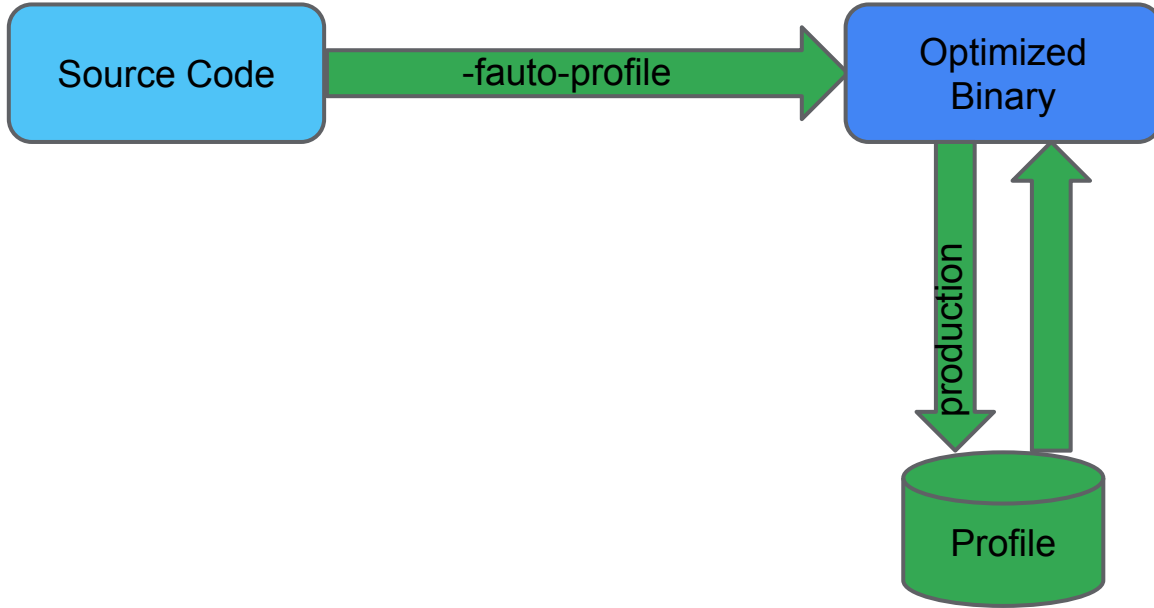 Source Code
-fauto-profile
Optimized
Binary
production
Profile